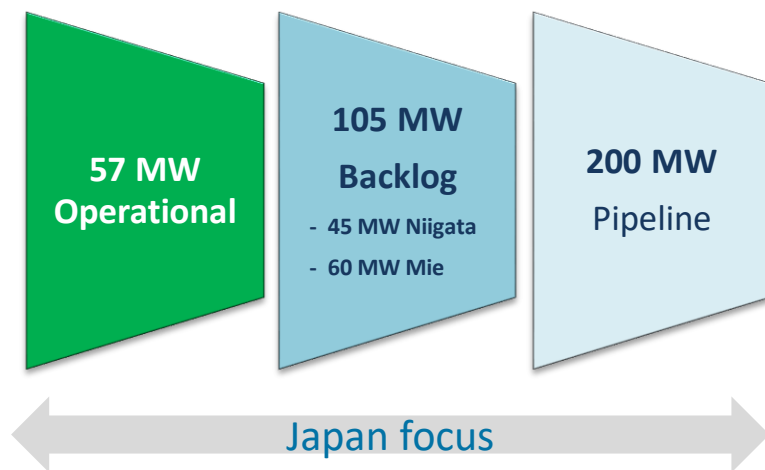 57 MW
Operational
105 MW
Backlog
- 45 MW Niigata
- 60 MW Mie
200 MW
Pipeline
Japan focus